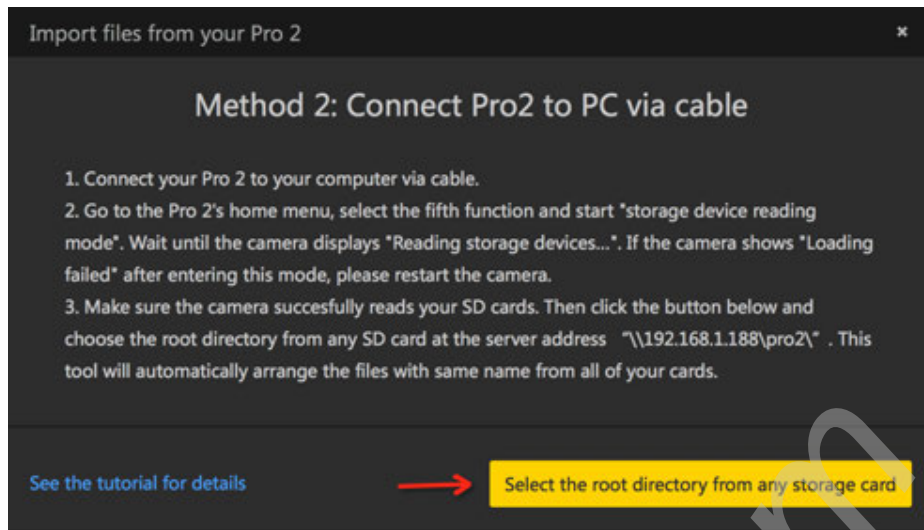 Import files from your Pro 2
×
Method 2: Connect Pro2 to PC via cable
1. Connect your Pro 2 to your computer via cable.
2. Go to the Pro 2's home menu, select the fifth function and start "storage device reading
mode". Wait until the camera displays "Reading storage devices...". If the camera shows "Loading
failed" after entering this mode, please restart the camera.
3. Make sure the camera succesfully reads your SD cards. Then click the button below and
choose the root directory from any SD card at the server address "\\192.168.1.188\pro2\" . This
tool will automatically arrange the files with same name from all of your cards.
See the tutorial for details
Select the root directory from any storage card